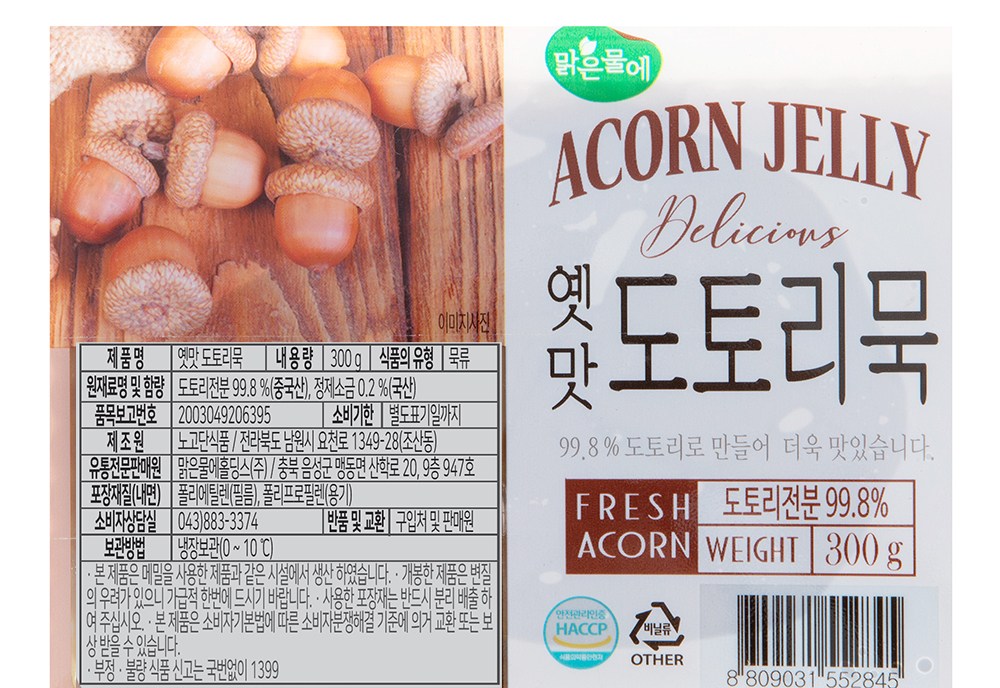 맑은물에
ACORN JELLY
Delicious
옛맛 도토리묵
99.8% 도토리로 만들어 더욱 맛있습니다.
FRESH ACORN
도토리전분 99.8%
WEIGHT 300 g
안전관리인증
HACCP
식품의약품안전처
비닐류
OTHER
8 809031 552845
이미지사진
제품명 옛맛 도토리묵 내용량 300 g 식품의 유형 묵류
원재료명 및 함량 도토리전분 99.8 %(중국산), 정제소금 0.2 %(국산)
품목보고번호 2003049206395 소비기한 별도표기일까지
제조원 노고단식품 / 전라북도 남원시 요천로 1349-28(조산동)
유통전문판매원 맑은물에홀딩스(주) / 충북 음성군 맹동면 산학로 20, 9층 947호
포장재질(내면) 폴리에틸렌(필름), 폴리프로필렌(용기)
소비자상담실 043)883-3374 반품 및 교환 구입처 및 판매원
보관방법 냉장보관(0 ~ 10 ℃)
· 본 제품은 메밀을 사용한 제품과 같은 시설에서 생산 하였습니다. · 개봉한 제품은 변질
의 우려가 있으니 가급적 한번에 드시기 바랍니다. · 사용한 포장재는 반드시 분리 배출 하
여 주십시오. · 본 제품은 소비자기본법에 따른 소비자분쟁해결 기준에 의거 교환 또는 보
상 받을 수 있습니다.
· 부정 · 불량 식품 신고는 국번없이 1399